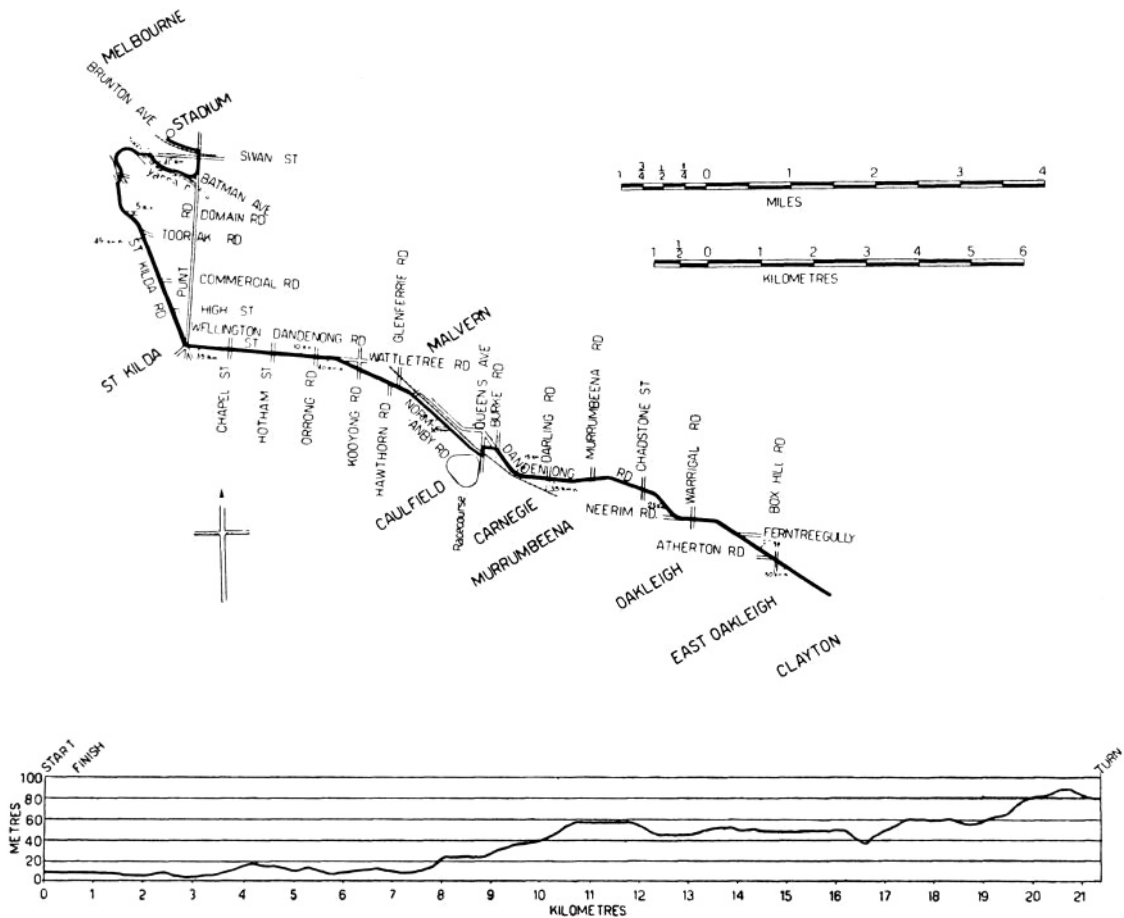 MELBOURNE
BRUNTON AVE
STADIUM
SWAN ST
BATMAN AVE
Yarra
DOMAIN RD
5km
TOORAK RD
ST KILDA RD
PUNT RD
COMMERCIAL RD
HIGH ST
WELLINGTON ST
DANDENONG RD
GLENFERRIE RD
MALVERN
ST KILDA
CHAPEL ST
HOTHAM ST
ORRONG RD
KOOYONG RD
WATTLETREE RD
HAWTHORN RD
NORM-
ANBY RD
QUEEN'S AVE
BURKE RD
DARLING RD
MURRUMBEENA RD
CHADSTONE ST
WARRIGAL RD
BOX HILL RD
DANDENONG RD
CAULFIELD
Racecourse
CARNEGIE
MURRUMBEENA
NEERIM RD.
FERNTREEGULLY
ATHERTON RD
OAKLEIGH
EAST OAKLEIGH
CLAYTON
1 3/4 1/2 1/4 0 1 2 3 4
MILES
1 1/2 0 1 2 3 4 5 6
KILOMETRES
START
FINISH
TURN
METRES
100
80
60
40
20
0 1 2 3 4 5 6 7 8 9 10 11 12 13 14 15 16 17 18 19 20 21
KILOMETRES